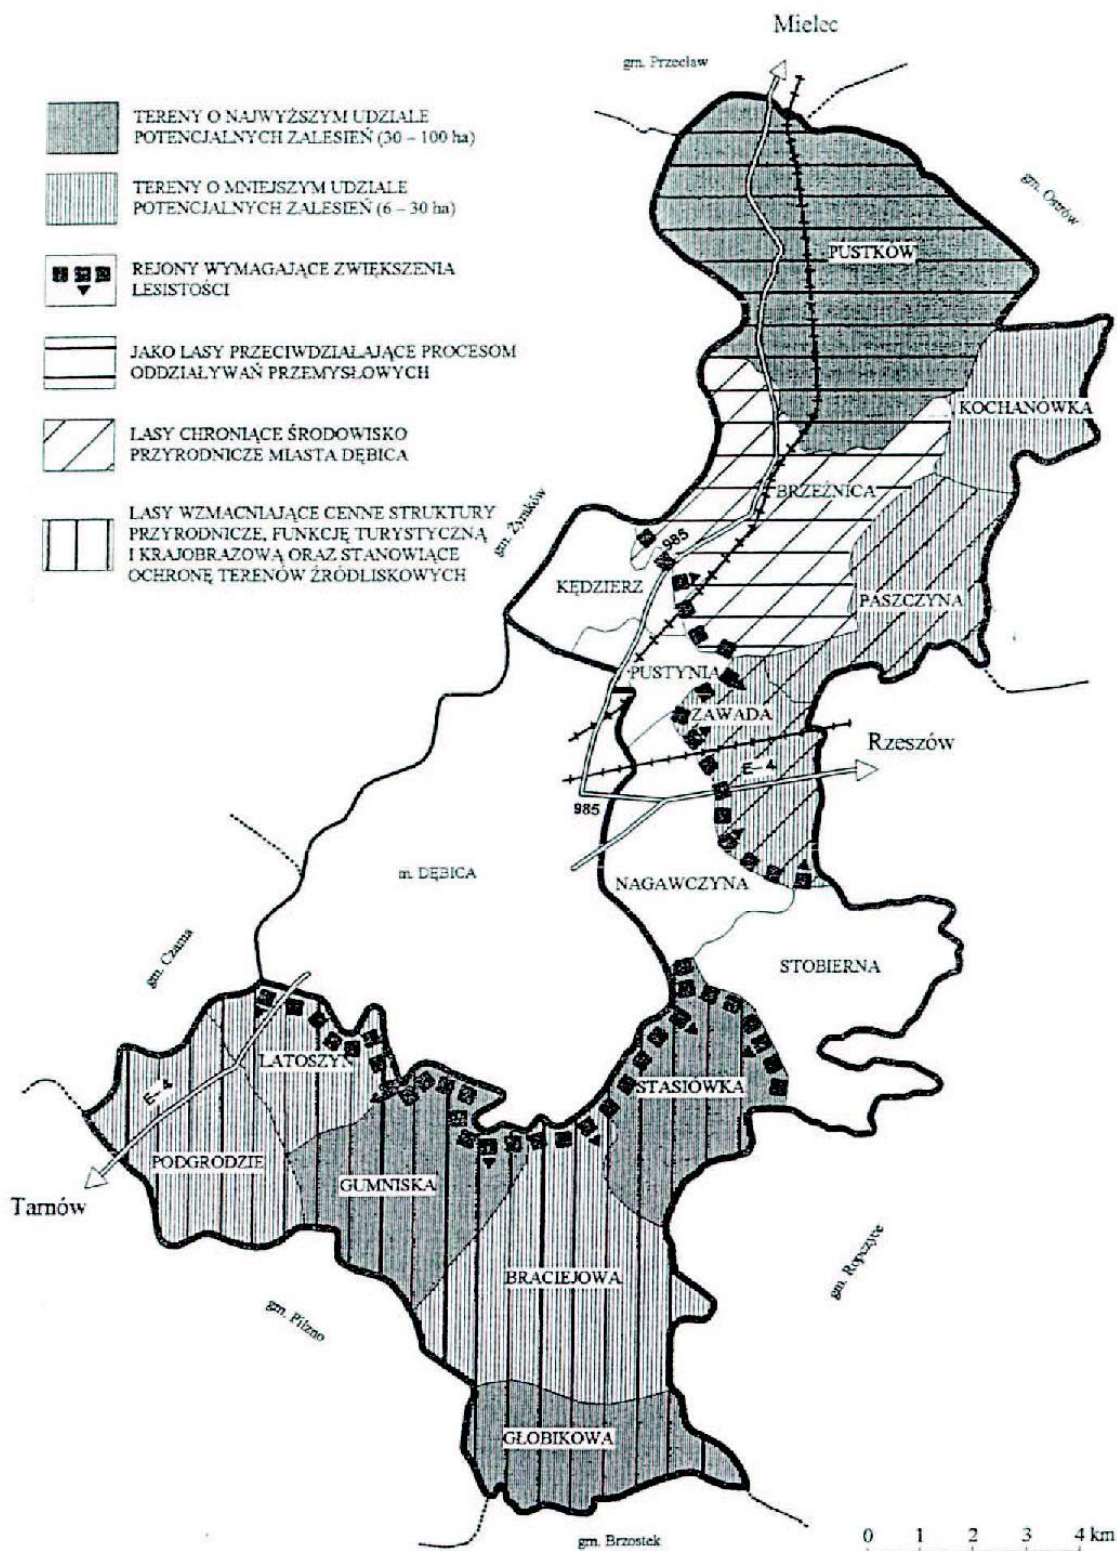 Mielec
gm. Przecław
TERENY O NAJWYŻSZYM UDZIALE
POTENCJALNYCH ZALESIEŃ (30 – 100 ha)
TERENY O MNIEJSZYM UDZIALE
POTENCJALNYCH ZALESIEŃ (6 – 30 ha)
REJONY WYMAGAJĄCE ZWIĘKSZENIA
LESISTOŚCI
JAKO LASY PRZECIWDZIAŁAJĄCE PROCESOM
ODDZIAŁYWAŃ PRZEMYSŁOWYCH
LASY CHRONIĄCE ŚRODOWISKO
PRZYRODNICZE MIASTA DĘBICA
LASY WZMACNIAJĄCE CENNE STRUKTURY
PRZYRODNICZE, FUNKCJĘ TURYSTYCZNĄ
I KRAJOBRAZOWĄ ORAZ STANOWIĄCE
OCHRONĘ TERENÓW ŹRÓDLISKOWYCH
gm. Ostrów
PUSTKÓW
KOCHANÓWKA
BRZEŹNICA
gm. Żyraków
985
KĘDZIERZ
PASZCZYNA
PUSTYNIA
ZAWADA
Rzeszów
E-4
985
m. DĘBICA
NAGAWCZYNA
STOBIERNA
gm. Czarna
LATOSZYN
STASIÓWKA
E-4
PODGRODZIE
GUMNISKA
Tarnów
BRACIEJOWA
gm. Ropczyce
gm. Pilzno
GŁOBIKOWA
gm. Brzostek
0 1 2 3 4 km